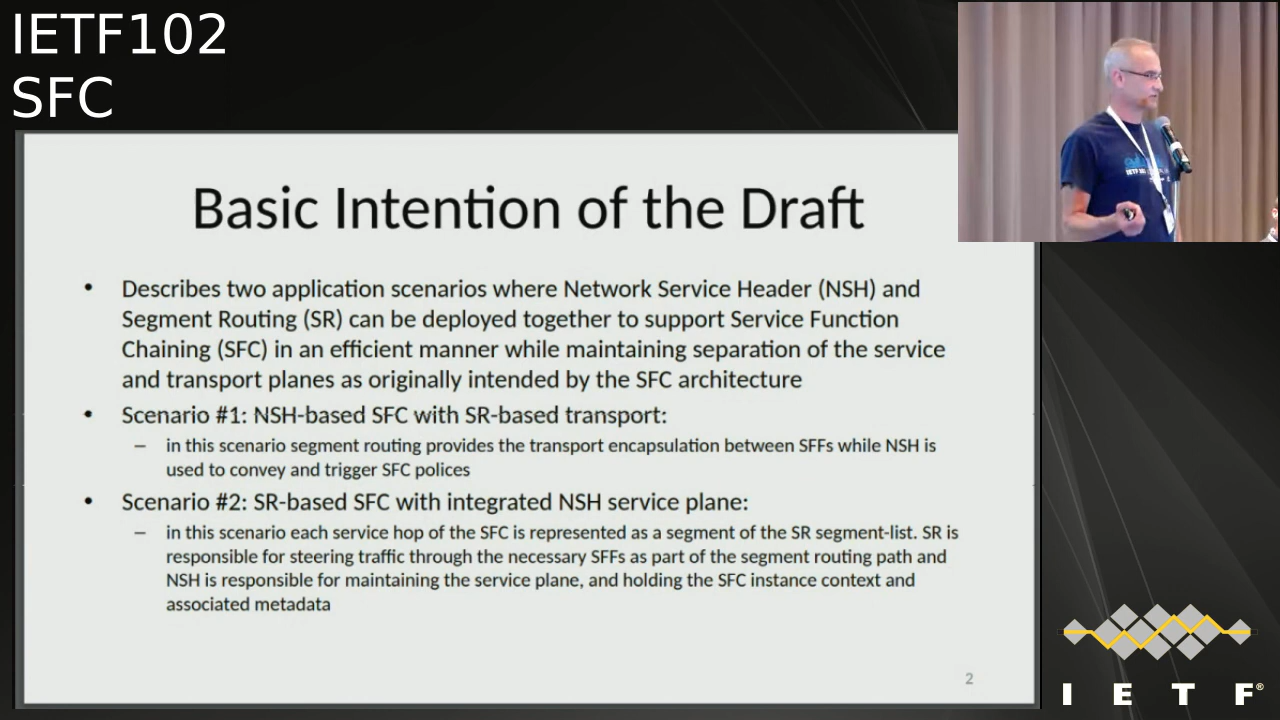 IETF102
SFC
Basic Intention of the Draft
• Describes two application scenarios where Network Service Header (NSH) and
Segment Routing (SR) can be deployed together to support Service Function
Chaining (SFC) in an efficient manner while maintaining separation of the service
and transport planes as originally intended by the SFC architecture
• Scenario #1: NSH-based SFC with SR-based transport:
– in this scenario segment routing provides the transport encapsulation between SFFs while NSH is
used to convey and trigger SFC polices
• Scenario #2: SR-based SFC with integrated NSH service plane:
– in this scenario each service hop of the SFC is represented as a segment of the SR segment-list. SR is
responsible for steering traffic through the necessary SFFs as part of the segment routing path and
NSH is responsible for maintaining the service plane, and holding the SFC instance context and
associated metadata
2
I E T F®